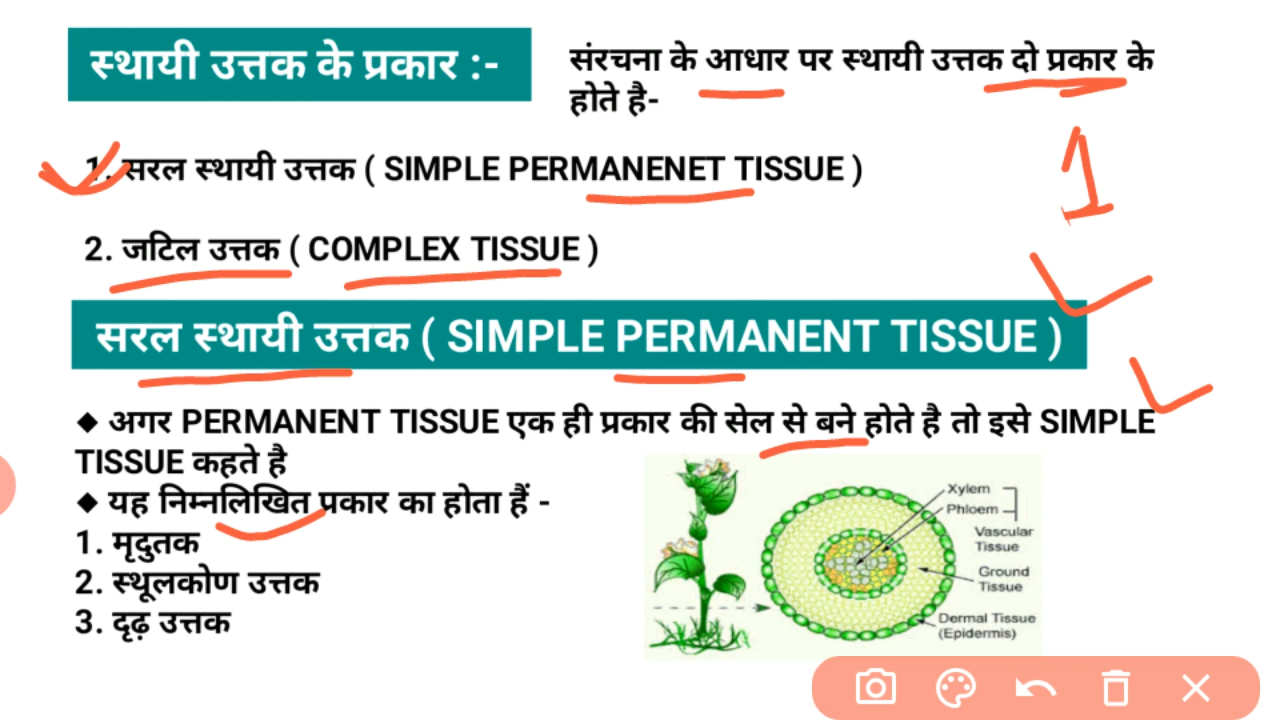 स्थायी उत्तक के प्रकार :-
संरचना के आधार पर स्थायी उत्तक दो प्रकार के
होते है-
1. सरल स्थायी उत्तक ( SIMPLE PERMANENET TISSUE )
1
2. जटिल उत्तक ( COMPLEX TISSUE )
सरल स्थायी उत्तक ( SIMPLE PERMANENT TISSUE )
◆ अगर PERMANENT TISSUE एक ही प्रकार की सेल से बने होते है तो इसे SIMPLE
TISSUE कहते है
◆ यह निम्नलिखित प्रकार का होता हैं -
1. मृदुतक
2. स्थूलकोण उत्तक
3. दृढ़ उत्तक
Xylem
Phloem
Vascular
Tissue
Ground
Tissue
Dermal Tissue
(Epidermis)